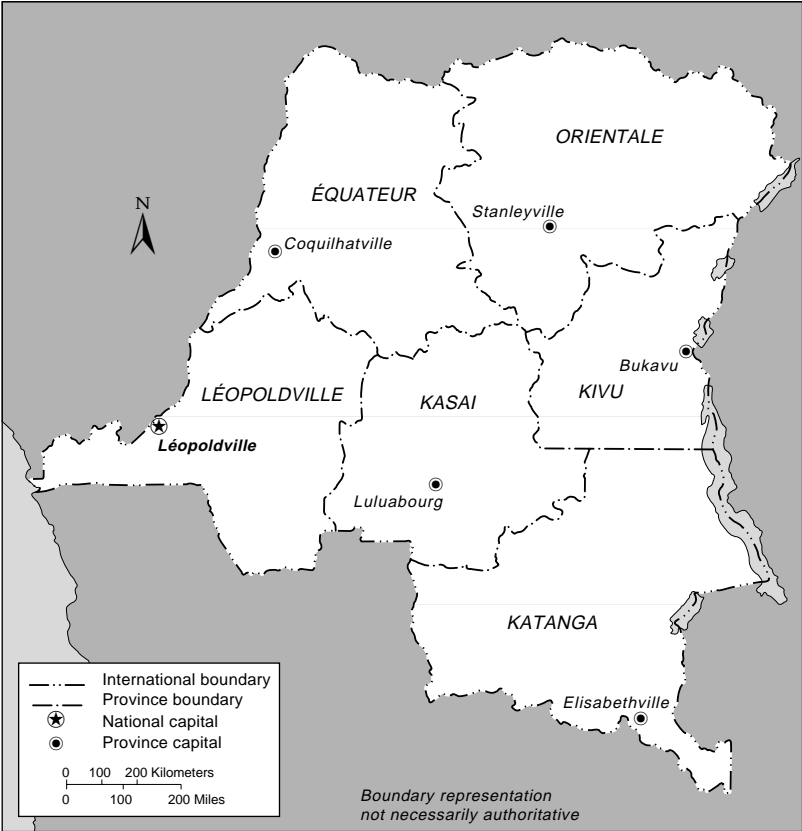 ORIENTALE
ÉQUATEUR
N
Stanleyville
Coquilhatville
Bukavu
LÉOPOLDVILLE
KASAI
KIVU
Léopoldville
Luluabourg
KATANGA
Elisabethville
International boundary
Province boundary
National capital
Province capital
0 100 200 Kilometers
0 100 200 Miles
Boundary representation
not necessarily authoritative